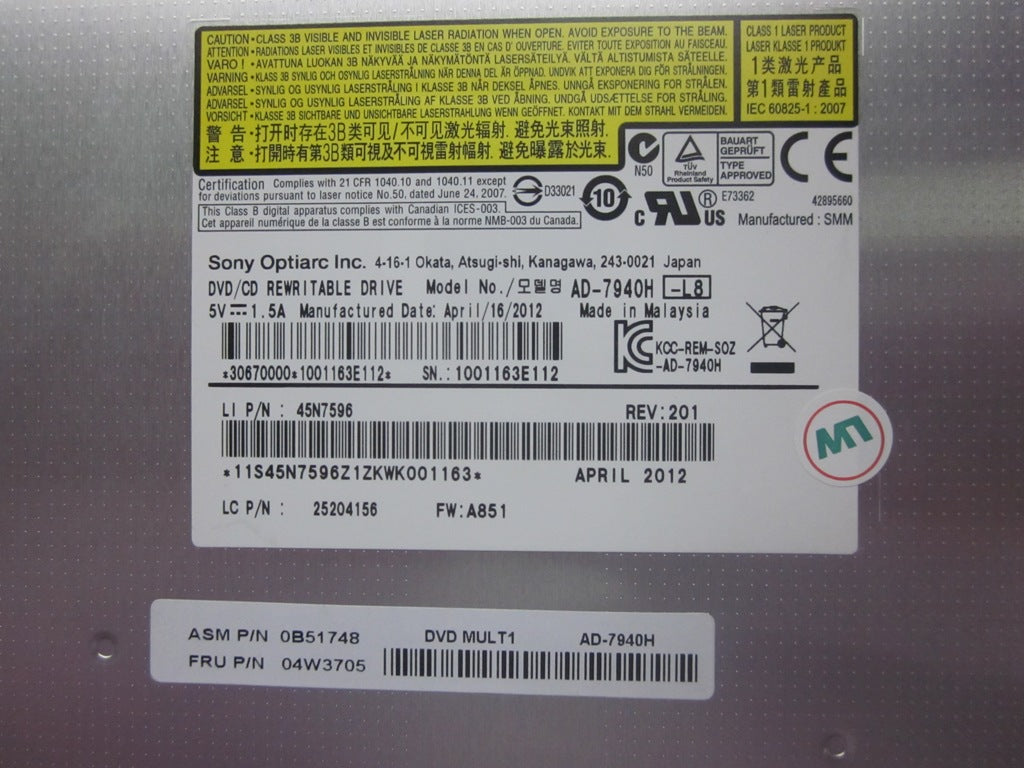 CAUTION • CLASS 3B VISIBLE AND INVISIBLE LASER RADIATION WHEN OPEN. AVOID EXPOSURE TO THE BEAM.
ATTENTION • RADIATIONS LASER VISIBLES ET INVISIBLES DE CLASSE 3B EN CAS D' OUVERTURE. EVITER TOUTE EXPOSITION AU FAISCEAU.
VARO ! • AVATTUNA LUOKAN 3B NÄKYVÄÄ JA NÄKYMÄTÖNTÄ LASERSÄTEILYÄ. VÄLTÄ ALTISTUMISTA SÄTEELLE.
VARNING • KLASS 3B SYNLIG OCH OSYNLIG LASERSTRÅLNING NÄR DENNA DEL ÄR ÖPPNAD. UNDVIK ATT EXPONERA DIG FÖR STRÅLNINGEN.
ADVARSEL • SYNLIG OG USYNLIG LASERSTRÅLING I KLASSE 3B NÅR DEKSEL ÅPNES. UNNGÅ EKSPONERING FOR STRÅLEN.
ADVARSEL • SYNLIG OG USYNLIG LASERSTRÅLING AF KLASSE 3B VED ÅBNING. UNDGÅ UDSÆTTELSE FOR STRÅLING.
VORSICHT • KLASSE 3B SICHTBARE UND UNSICHTBARE LASERSTRAHLUNG WENN GEÖFFNET. KONTAKT MIT DEM STRAHL VERMEIDEN.
警 告 • 打开时存在3B类可见/不可见激光辐射. 避免光束照射.
注 意 • 打開時有第3B類可視及不可視雷射幅射. 避免曝露於光束.
CLASS 1 LASER PRODUCT
LASER KLASSE 1 PRODUKT
1类激光产品
第1類雷射產品
IEC 60825-1 : 2007
N50
TÜV
Rheinland
Product Safety
BAUART
GEPRÜFT
TYPE
APPROVED
CE
Certification Complies with 21 CFR 1040.10 and 1040.11 except
for deviations pursuant to laser notice No.50, dated June 24, 2007.
D33021
10
C RU ® US
E73362
42895660
Manufactured : SMM
This Class B digital apparatus complies with Canadian ICES-003.
Cet appareil numérique de la classe B est conforme à la norme NMB-003 du Canada.
Sony Optiarc Inc. 4-16-1 Okata, Atsugi-shi, Kanagawa, 243-0021 Japan
DVD/CD REWRITABLE DRIVE Model No./모델명 AD-7940H -L8
5V 1.5A Manufactured Date: April/16/2012 Made in Malaysia
KCC-REM-SOZ
-AD-7940H
*30670000*1001163E112* SN.:1001163E112
LI P/N : 45N7596 REV:201
*11S45N7596Z1ZKWK001163* APRIL 2012
LC P/N : 25204156 FW:A851
ASM P/N 0B51748 DVD MULT1 AD-7940H
FRU P/N 04W3705